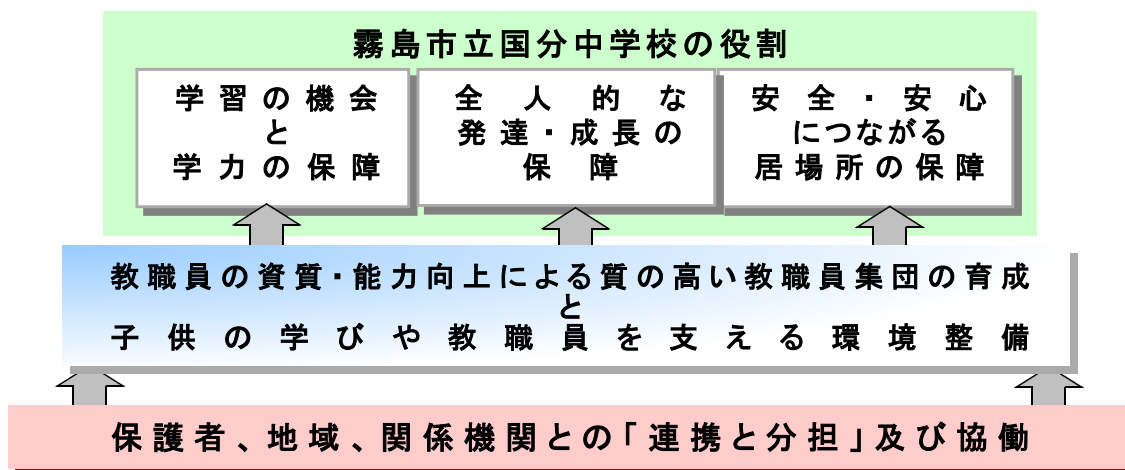 霧島市立国分中学校の役割
学習の機会
と
学力の保障
全人的な
発達・成長の
保障
安全・安心
につながる
居場所の保障
教職員の資質・能力向上による質の高い教職員集団の育成
と
子供の学びや教職員を支える環境整備
保護者、地域、関係機関との「連携と分担」及び協働